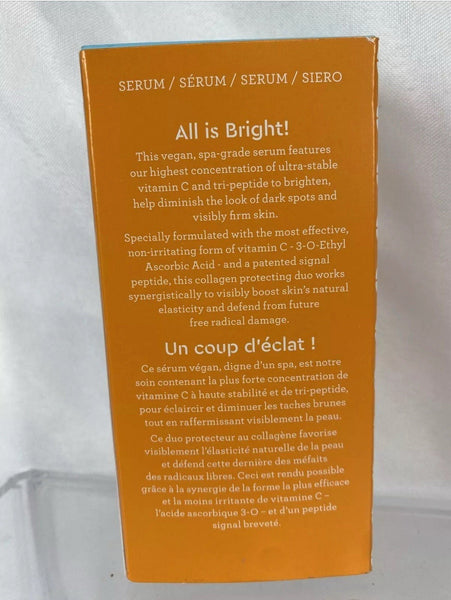 SERUM / SÉRUM / SERUM / SIERO
All is Bright!
This vegan, spa-grade serum features
our highest concentration of ultra-stable
vitamin C and tri-peptide to brighten,
help diminish the look of dark spots and
visibly firm skin.
Specially formulated with the most effective,
non-irritating form of vitamin C - 3-O-Ethyl
Ascorbic Acid - and a patented signal
peptide, this collagen protecting duo works
synergistically to visibly boost skin's natural
elasticity and defend from future
free radical damage.
Un coup d'éclat !
Ce sérum végan, digne d'un spa, est notre
soin contenant la plus forte concentration de
vitamine C à haute stabilité et de tri-peptide,
pour éclaircir et diminuer les taches brunes
tout en raffermissant visiblement la peau.
Ce duo protecteur au collagène favorise
visiblement l'élasticité naturelle de la peau
et défend cette dernière des méfaits
des radicaux libres. Ceci est rendu possible
grâce à la synergie de la forme la plus efficace
et la moins irritante de vitamine C –
l'acide ascorbique 3-O – et d'un peptide
signal breveté.